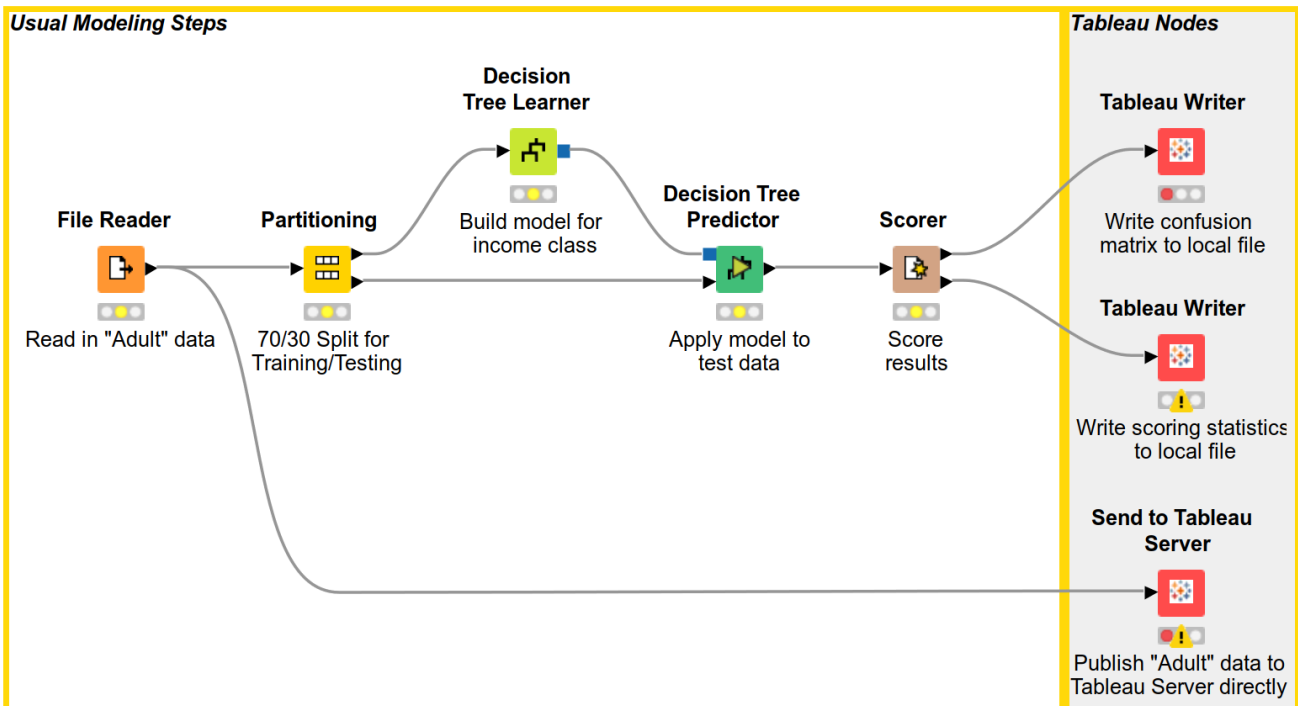 Usual Modeling Steps
Tableau Nodes
Decision
Tree Learner
Build model for
income class
File Reader
Read in "Adult" data
Partitioning
70/30 Split for
Training/Testing
Decision Tree
Predictor
Apply model to
test data
Scorer
Score
results
Tableau Writer
Write confusion
matrix to local file
Tableau Writer
Write scoring statistics
to local file
Send to Tableau
Server
Publish "Adult" data to
Tableau Server directly